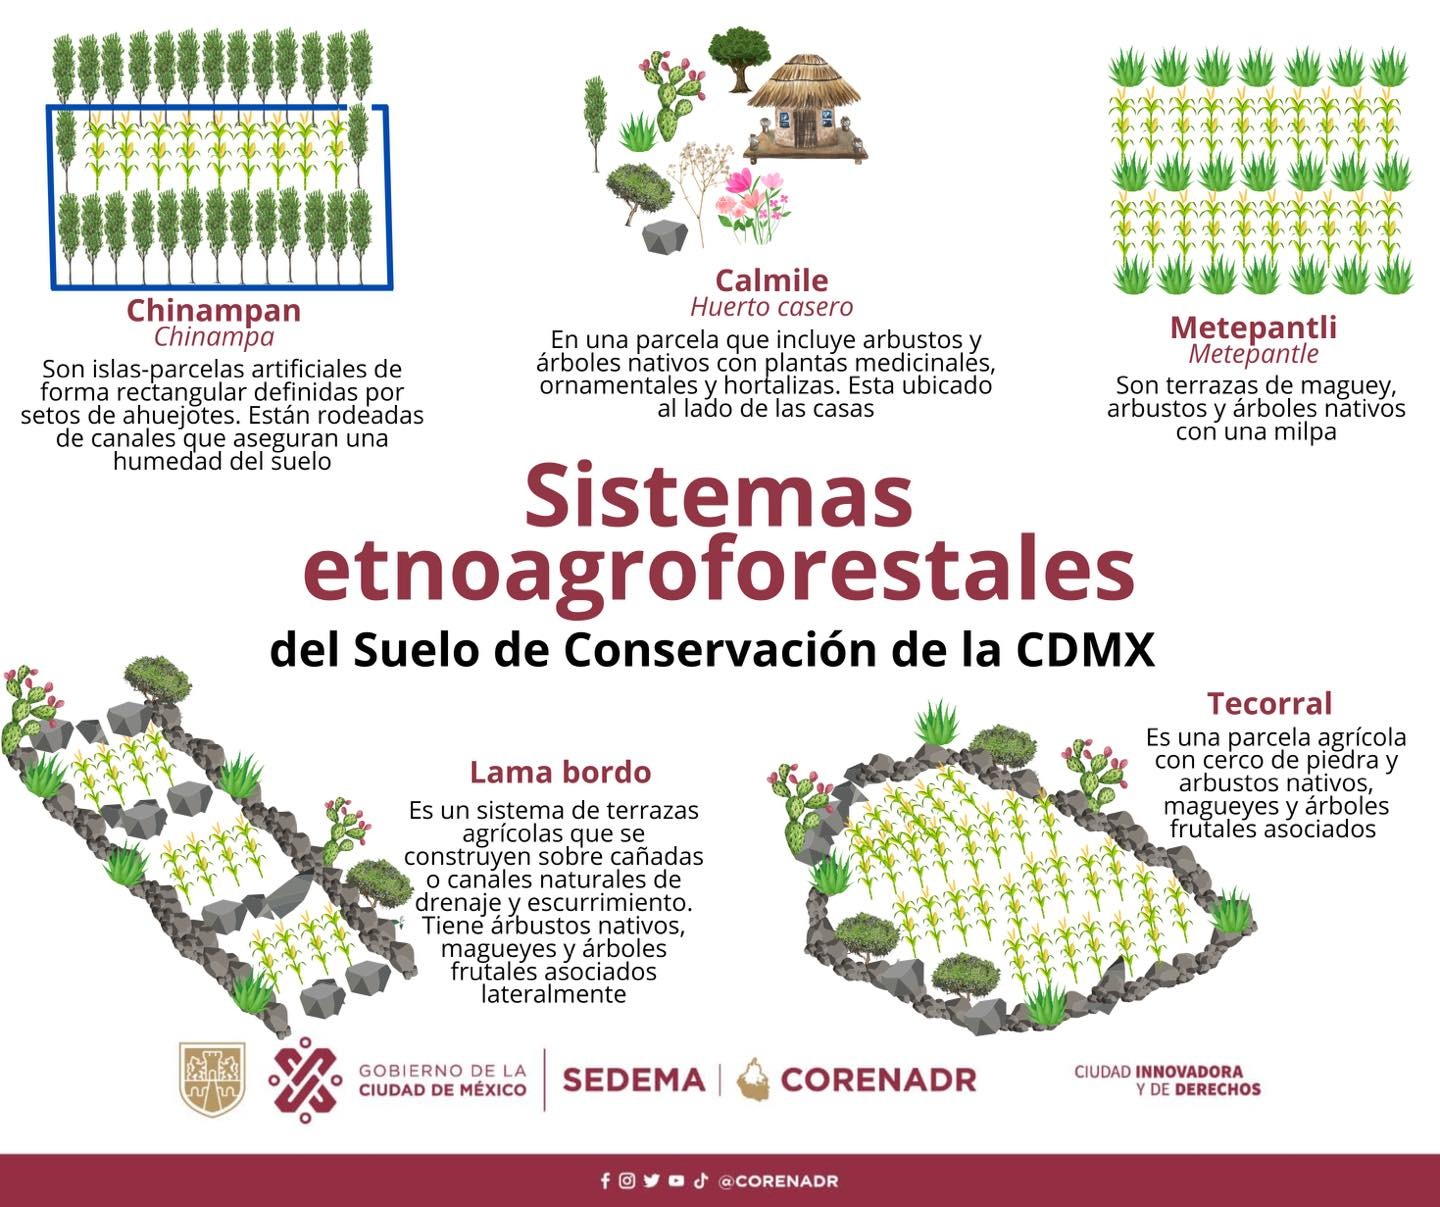 Chinampan
Chinampa
Son islas-parcelas artificiales de
forma rectangular definidas por
setos de ahuejotes. Están rodeadas
de canales que aseguran una
humedad del suelo
Calmile
Huerto casero
En una parcela que incluye arbustos y
árboles nativos con plantas medicinales,
ornamentales y hortalizas. Esta ubicado
al lado de las casas
Metepantli
Metepantle
Son terrazas de maguey,
arbustos y árboles nativos
con una milpa
Sistemas
etnoagroforestales
del Suelo de Conservación de la CDMX
Lama bordo
Es un sistema de terrazas
agrícolas que se
construyen sobre cañadas
o canales naturales de
drenaje y escurrimiento.
Tiene árbustos nativos,
magueyes y árboles
frutales asociados
lateralmente
Tecorral
Es una parcela agrícola
con cerco de piedra y
arbustos nativos,
magueyes y árboles
frutales asociados
GOBIERNO DE LA
CIUDAD DE MÉXICO
SEDEMA
CORENADR
CIUDAD INNOVADORA
Y DE DERECHOS
@CORENADR